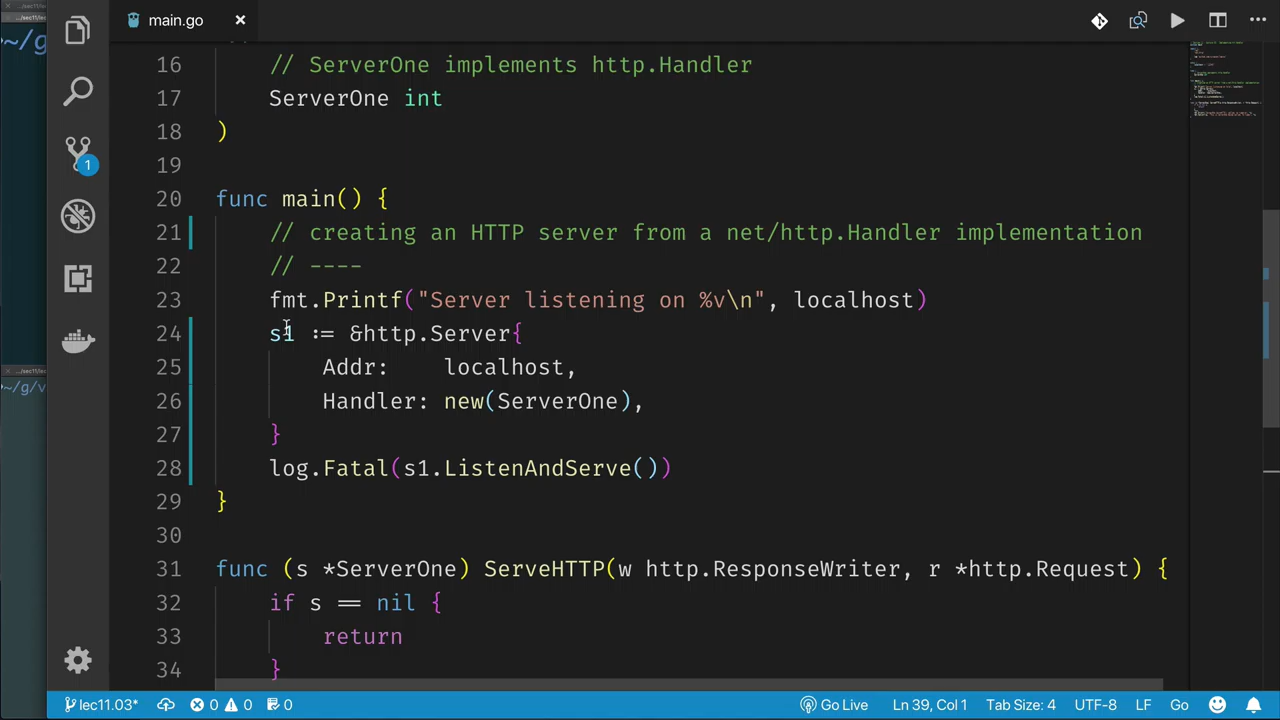 main.go
16 // ServerOne implements http.Handler
17 ServerOne int
18 )
19
20 func main() {
21 // creating an HTTP server from a net/http.Handler implementation
22 // ----
23 fmt.Printf("Server listening on %v\n", localhost)
24 s1 := &http.Server{
25 Addr: localhost,
26 Handler: new(ServerOne),
27 }
28 log.Fatal(s1.ListenAndServe())
29 }
30
31 func (s *ServerOne) ServeHTTP(w http.ResponseWriter, r *http.Request) {
32 if s == nil {
33 return
34 }
1
~/g
~/g/v
lec11.03* 0 0 0 Go Live Ln 39, Col 1 Tab Size: 4 UTF-8 LF Go